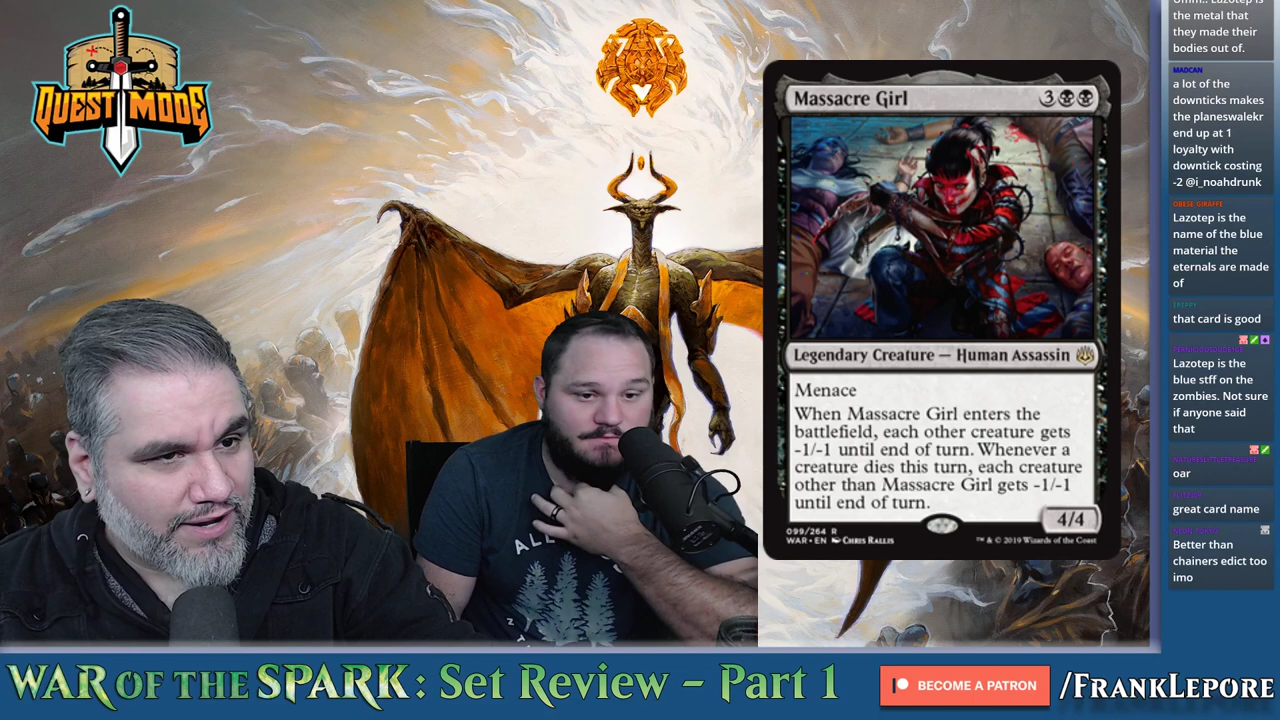 QUEST MODE
Massacre Girl 3
Legendary Creature — Human Assassin
Menace
When Massacre Girl enters the
battlefield, each other creature gets
-1/-1 until end of turn. Whenever a
creature dies this turn, each creature
other than Massacre Girl gets -1/-1
until end of turn.
4/4
099/264 R
WAR • EN CHRIS RALLIS
™ & © 2019 Wizards of the Coast
ALL
the metal that
they made their
bodies out of.
MADCAN
a lot of the
downticks makes
the planeswalekr
end up at 1
loyalty with
downtick costing
-2 @i_noahdrunk
OBESE GIRAFFE
Lazotep is the
name of the blue
material the
eternals are made
of
that card is good
Lazotep is the
blue stff on the
zombies. Not sure
if anyone said
that
oar
great card name
Better than
chainers edict too
imo
WAR OF THE SPARK: Set Review - Part 1
BECOME A PATRON
/FRANKLEPORE